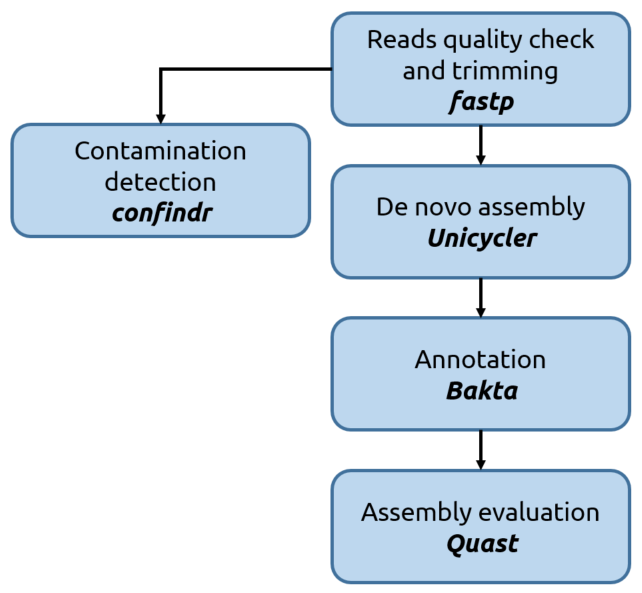 Reads quality check
and trimming
fastp
Contamination
detection
confindr
De novo assembly
Unicycler
Annotation
Bakta
Assembly evaluation
Quast